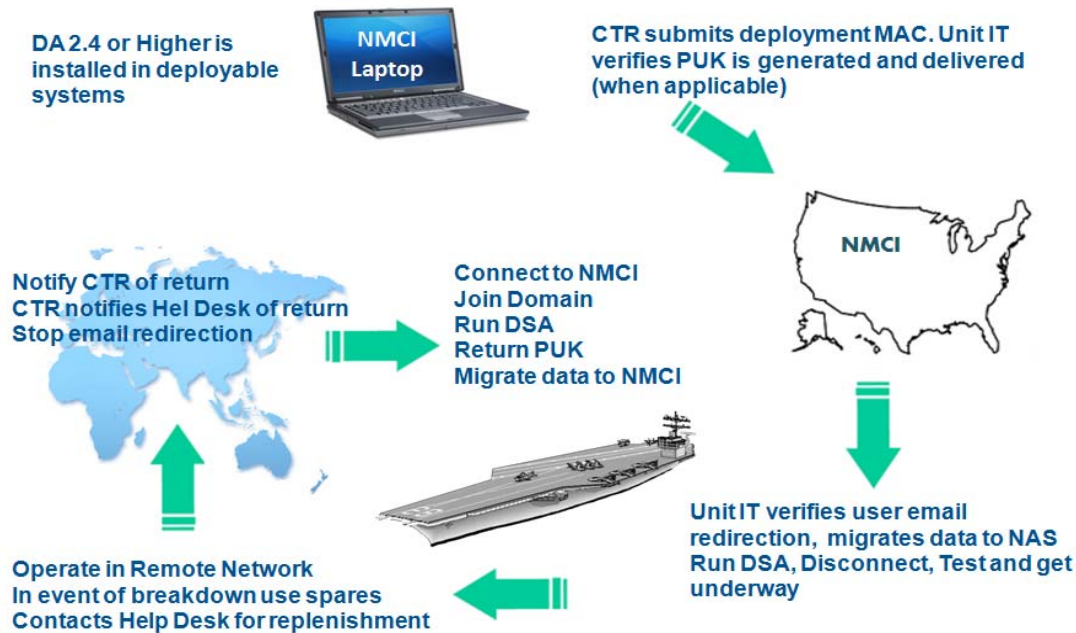 DA 2.4 or Higher is
installed in deployable
systems
NMCI
Laptop
CTR submits deployment MAC. Unit IT
verifies PUK is generated and delivered
(when applicable)
NMCI
Unit IT verifies user email
redirection, migrates data to NAS
Run DSA, Disconnect, Test and get
underway
Operate in Remote Network
In event of breakdown use spares
Contacts Help Desk for replenishment
Notify CTR of return
CTR notifies Hel Desk of return
Stop email redirection
Connect to NMCI
Join Domain
Run DSA
Return PUK
Migrate data to NMCI